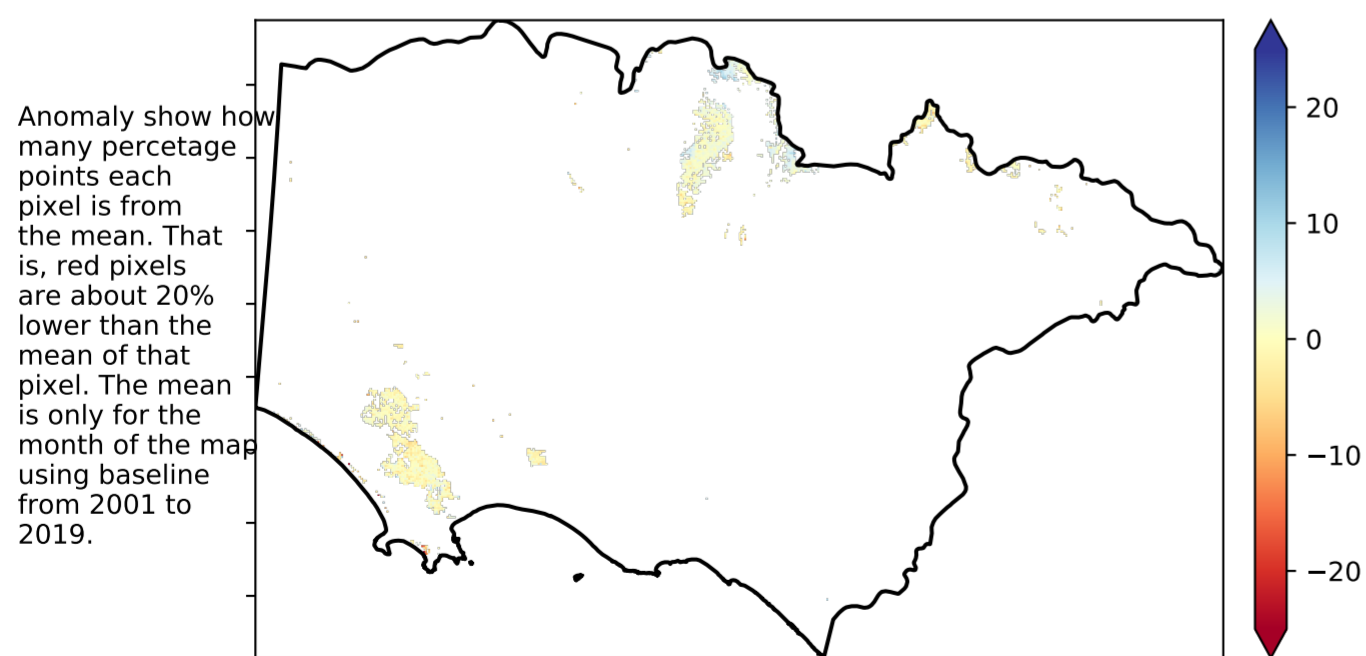 Anomaly show how
many percetage
points each
pixel is from
the mean. That
is, red pixels
are about 20%
lower than the
mean of that
pixel. The mean
is only for the
month of the map
using baseline
from 2001 to
2019.
20
10
0
−10
−20